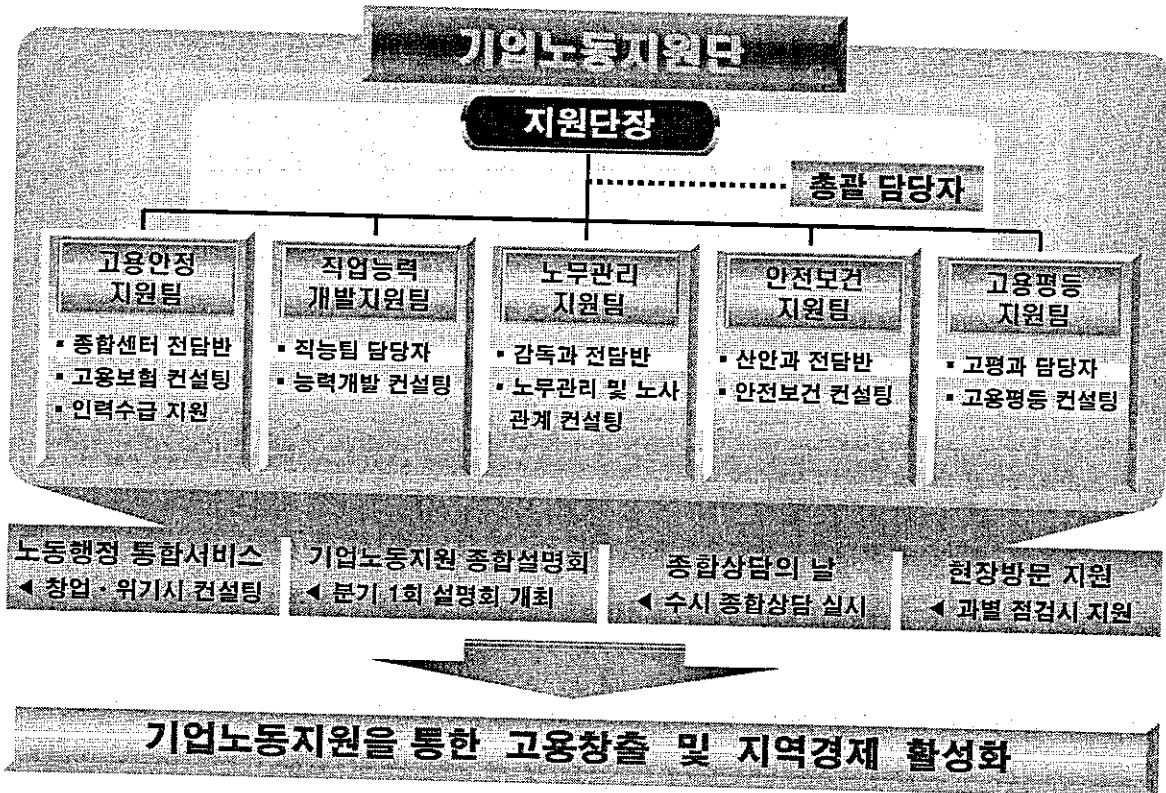 기업노동지원단
지원단장
총괄 담당자
고용안정
지원팀
▪ 종합센터 전담반
▪ 고용보험 컨설팅
▪ 인력수급 지원
직업능력
개발지원팀
▪ 직능팀 담당자
▪ 능력개발 컨설팅
노무관리
지원팀
▪ 감독과 전담반
▪ 노무관리 및 노사
관계 컨설팅
안전보건
지원팀
▪ 산안과 전담반
▪ 안전보건 컨설팅
고용평등
지원팀
▪ 고평과 담당자
▪ 고용평등 컨설팅
노동행정 통합서비스
◀ 창업 · 위기시 컨설팅
기업노동지원 종합설명회
◀ 분기 1회 설명회 개최
종합상담의 날
◀ 수시 종합상담 실시
현장방문 지원
◀ 과별 점검시 지원
기업노동지원을 통한 고용창출 및 지역경제 활성화